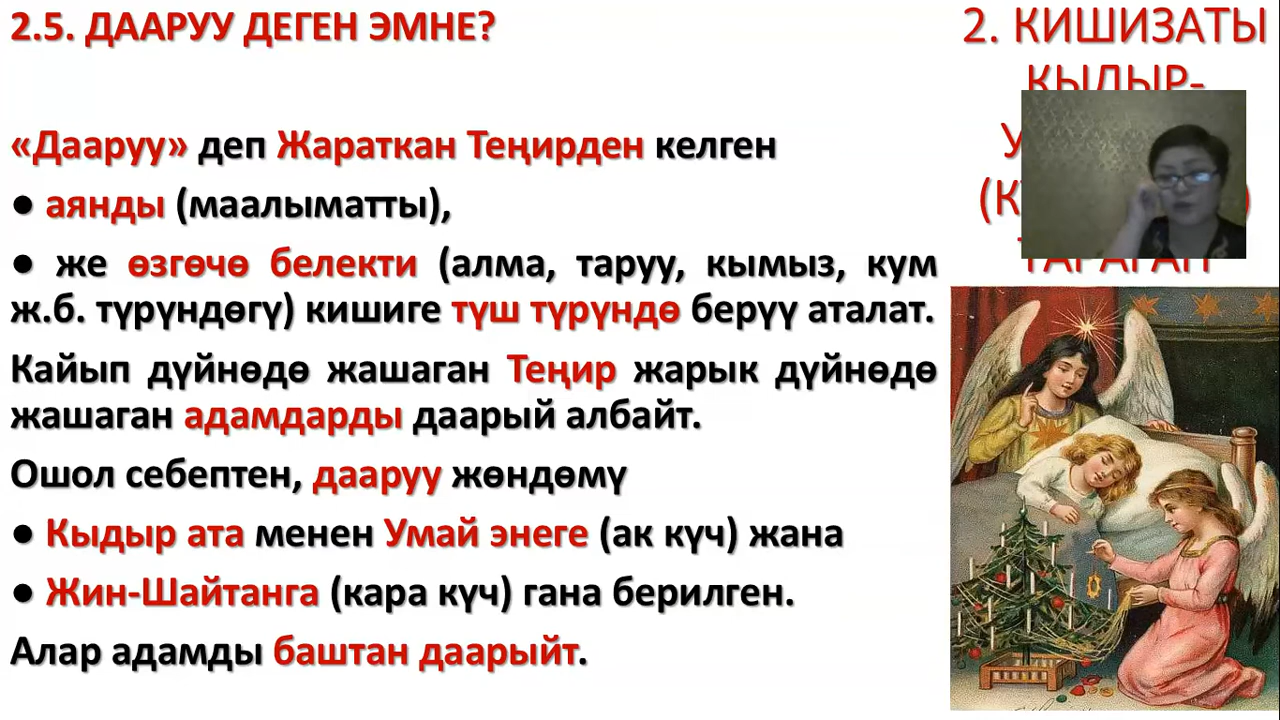 2.5. ДААРУУ ДЕГЕН ЭМНЕ?
«Дааруу» деп Жараткан Теңирден келген
● аянды (маалыматты),
● же өзгөчө белекти (алма, таруу, кымыз, кум
ж.б. түрүндөгү) кишиге түш түрүндө берүү аталат.
Кайып дүйнөдө жашаган Теңир жарык дүйнөдө
жашаган адамдарды даарый албайт.
Ошол себептен, дааруу жөндөмү
● Кыдыр ата менен Умай энеге (ак күч) жана
● Жин-Шайтанга (кара күч) гана берилген.
Алар адамды баштан даарыйт.
2. КИШИЗАТЫ
КЫДЫР-